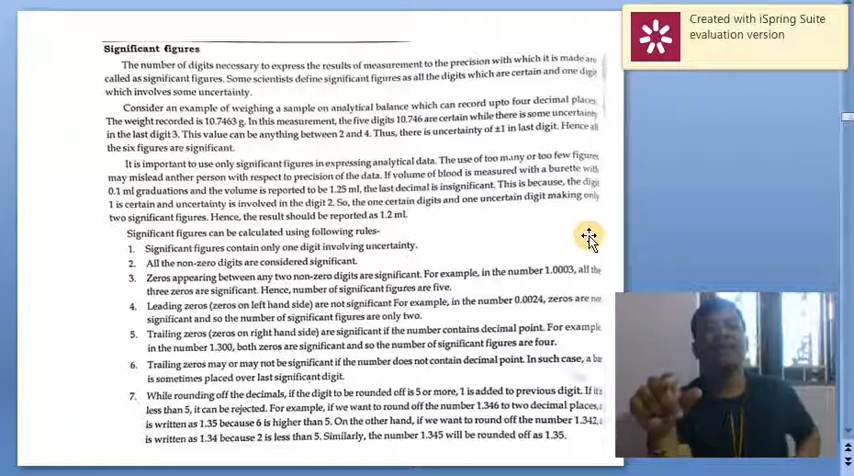 Created with iSpring Suite
evaluation version
Significant figures
The number of digits necessary to express the results of measurement to the precision with which it is made are
called as significant figures. Some scientists define significant figures as all the digits which are certain and one digit
which involves some uncertainty.
Consider an example of weighing a sample on analytical balance which can record upto four decimal places.
The weight recorded is 10.7463 g. In this measurement, the five digits 10.746 are certain while there is some uncertainty
in the last digit 3. This value can be anything between 2 and 4. Thus, there is uncertainty of ±1 in last digit. Hence all
the six figures are significant.
It is important to use only significant figures in expressing analytical data. The use of too many or too few figures
may mislead anther person with respect to precision of the data. If volume of blood is measured with a burette with
0.1 ml graduations and the volume is reported to be 1.25 ml, the last decimal is insignificant. This is because, the digit
1 is certain and uncertainty is involved in the digit 2. So, the one certain digits and one uncertain digit making only
two significant figures. Hence, the result should be reported as 1.2 ml.
Significant figures can be calculated using following rules-
1. Significant figures contain only one digit involving uncertainty.
2. All the non-zero digits are considered significant.
3. Zeros appearing between any two non-zero digits are significant. For example, in the number 1.0003, all the
three zeros are significant. Hence, number of significant figures are five.
4. Leading zeros (zeros on left hand side) are not significant For example, in the number 0.0024, zeros are not
significant and so the number of significant figures are only two.
5. Trailing zeros (zeros on right hand side) are significant if the number contains decimal point. For example
in the number 1.300, both zeros are significant and so the number of significant figures are four.
6. Trailing zeros may or may not be significant if the number does not contain decimal point. In such case, a bar
is sometimes placed over last significant digit.
7. While rounding off the decimals, if the digit to be rounded off is 5 or more, 1 is added to previous digit. If its
less than 5, it can be rejected. For example, if we want to round off the number 1.346 to two decimal places,
is written as 1.35 because 6 is higher than 5. On the other hand, if we want to round off the number 1.342,
is written as 1.34 because 2 is less than 5. Similarly, the number 1.345 will be rounded off as 1.35.